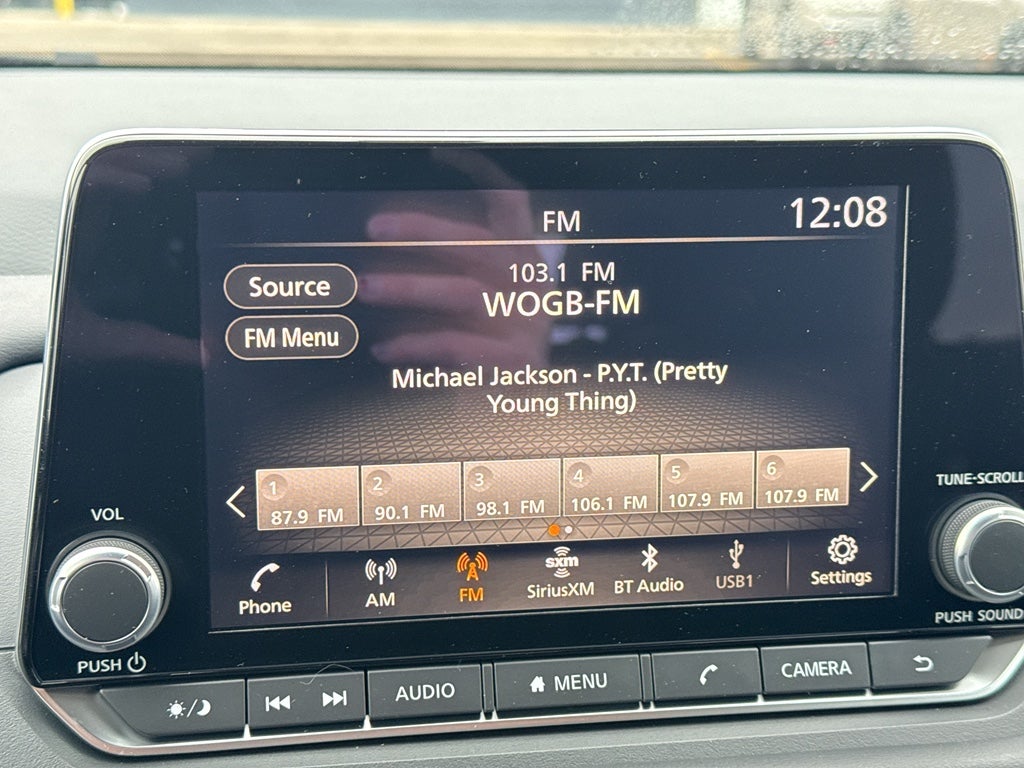 FM
12:08
Source
103.1 FM
WOGB-FM
FM Menu
Michael Jackson - P.Y.T. (Pretty
Young Thing)
1
2
3
4
5
6
87.9 FM
90.1 FM
98.1 FM
106.1 FM
107.9 FM
107.9 FM
VOL
TUNE-SCROLL
Phone
AM
FM
sxm
SiriusXM
BT Audio
USB1
Settings
PUSH
PUSH SOUND
AUDIO
MENU
CAMERA